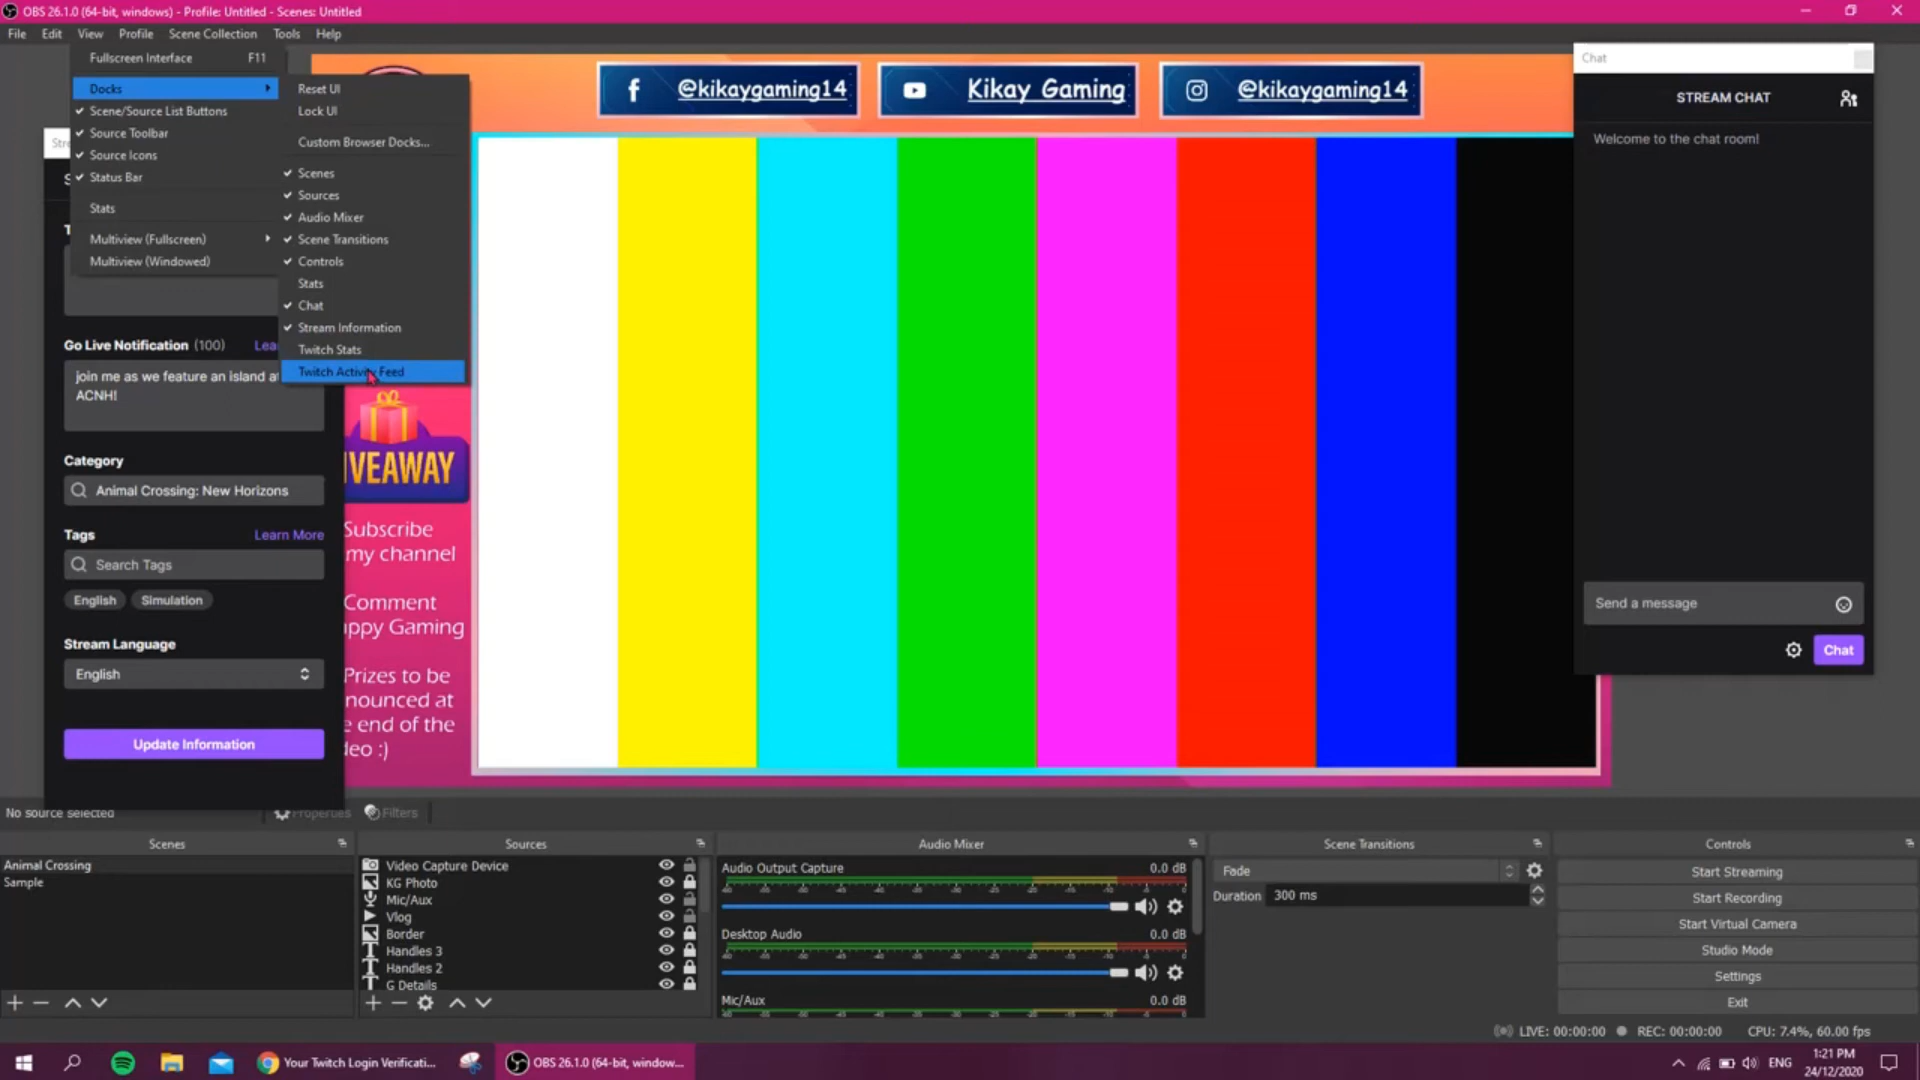 OBS 26.1.0 (64-bit, windows) - Profile: Untitled - Scenes: Untitled
File Edit View Profile Scene Collection Tools Help
Fullscreen Interface F11
Docks
Scene/Source List Buttons
Source Toolbar
Source Icons
Status Bar
Stats
Multiview (Fullscreen)
Multiview (Windowed)
Reset UI
Lock UI
Custom Browser Docks...
Scenes
Sources
Audio Mixer
Scene Transitions
Controls
Stats
Chat
Stream Information
Twitch Stats
Twitch Activity Feed
@kikaygaming14
Kikay Gaming
@kikaygaming14
Chat
STREAM CHAT
Welcome to the chat room!
Send a message
Chat
Go Live Notification (100) Lea
join me as we feature an island at
ACNH!
Category
Animal Crossing: New Horizons
Tags Learn More
Search Tags
English Simulation
Stream Language
English
Update Information
IVEAWAY
Subscribe
my channel
Comment
ppy Gaming
Prizes to be
nounced at
e end of the
deo :)
No source selected Properties Filters
Scenes
Animal Crossing
Sample
Sources
Video Capture Device
KG Photo
Mic/Aux
Vlog
Border
Handles 3
Handles 2
G Details
Audio Mixer
Audio Output Capture 0.0 dB
Desktop Audio 0.0 dB
Mic/Aux 0.0 dB
Scene Transitions
Fade
Duration 300 ms
Controls
Start Streaming
Start Recording
Start Virtual Camera
Studio Mode
Settings
Exit
LIVE: 00:00:00 REC: 00:00:00 CPU: 7.4%, 60.00 fps
Your Twitch Login Verificati...
OBS 26.1.0 (64-bit, window...
ENG
1:21 PM
24/12/2020